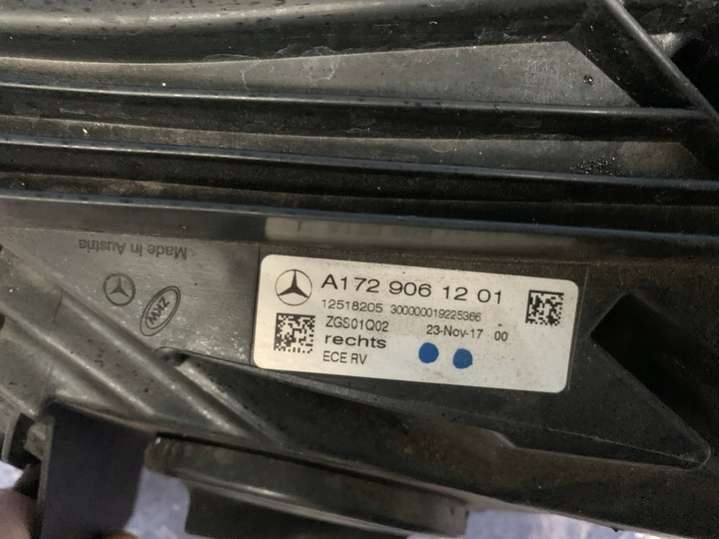 Made in Austria
ZKW
A172 906 12 01
12518205 300000019225366
ZGS01Q02 23-Nov-17 00
rechts
ECE RV